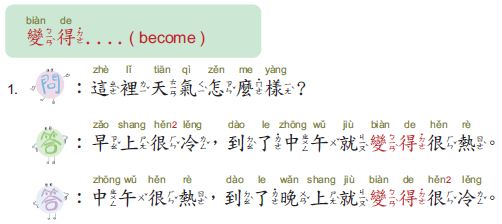 biàn de
變得....( become )
zhè lǐ tiān qì zěn me yàng
1. 問：這裡天氣怎麼樣？
zǎo shang hěn2 lěng dào le zhōng wǔ jiù biàn de hěn rè
答：早上很冷，到了中午就變得很熱。
zhōng wǔ hěn rè dào le wǎn shang jiù biàn de hěn2 lěng
答：中午很熱，到了晚上就變得很冷。